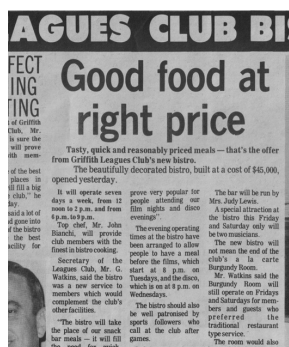 AGUES CLUB BI
FECT
ING
TING
t of Griffith
Club, Mr.
is sure the
will prove
ith mem-
of the best
places in
ill fill a big
club," he
day.
said a lot of
d gone into
of the bistro
the best
cility for
Good food at
right price
Tasty, quick and reasonably priced meals — that's the offer
from Griffith Leagues Club's new bistro.
The beautifully decorated bistro, built at a cost of $45,000,
opened yesterday.
It will operate seven
days a week, from 12
noon to 2 p.m. and from
6 p.m. to 9 p.m.
Top chef, Mr. John
Bianchi, will provide
club members with the
finest in bistro cooking.
Secretary of the
Leagues Club, Mr. G.
Watkins, said the bistro
was a new service to
members which would
complement the club's
other facilities.
"The bistro will take
the place of our snack
bar meals — it will fill
the need for quick
prove very popular for
people attending our
film nights and disco
evenings".
The evening operating
times at the bistro have
been arranged to allow
people to have a meal
before the films, which
start at 8 p.m. on
Tuesdays, and the disco,
which is on at 8 p.m. on
Wednesdays.
The bistro should also
be well patronised by
sports followers who
call at the club after
games.
The bar will be run by
Mrs. Judy Lewis.
A special attraction at
the bistro this Friday
and Saturday only will
be two musicians.
The new bistro will
not mean the end of the
club's a la carte
Burgundy Room.
Mr. Watkins said the
Burgundy Room will
still operate on Fridays
and Saturdays for mem-
bers and guests who
preferred the
traditional restaurant
type service.
The room would also